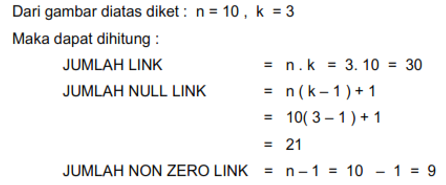 Dari gambar diatas diket : n = 10 , k = 3
Maka dapat dihitung :
JUMLAH LINK = n . k = 3. 10 = 30
JUMLAH NULL LINK = n ( k – 1 ) + 1
= 10( 3 – 1 ) + 1
= 21
JUMLAH NON ZERO LINK = n – 1 = 10 – 1 = 9